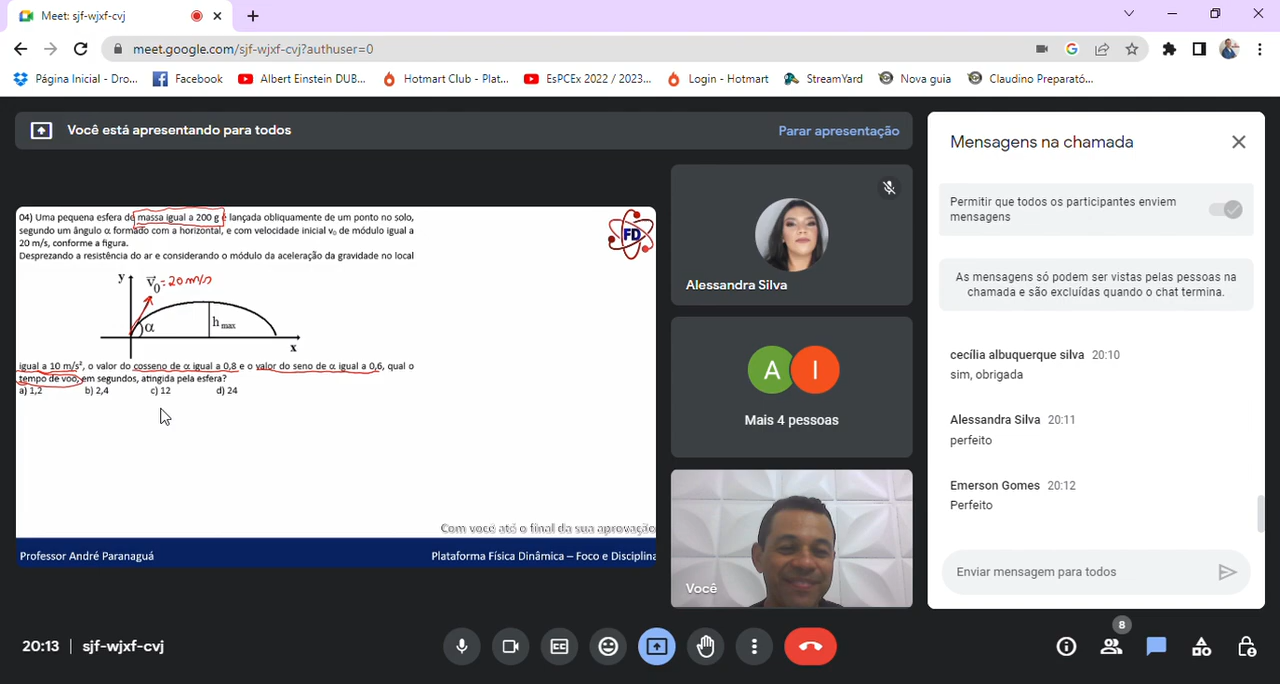 Meet: sjf-wjxf-cvj
meet.google.com/sjf-wjxf-cvj?authuser=0
Página Inicial - Dro...
Facebook
Albert Einstein DUB...
Hotmart Club - Plat...
EsPCEx 2022 / 2023...
Login - Hotmart
StreamYard
Nova guia
Claudino Preparató...
Você está apresentando para todos
Parar apresentação
04) Uma pequena esfera de massa igual a 200 g é lançada obliquamente de um ponto no solo,
segundo um ângulo α formado com a horizontal, e com velocidade inicial v₀ de módulo igual a
20 m/s, conforme a figura.
Desprezando a resistência do ar e considerando o módulo da aceleração da gravidade no local
y
v⃗₀ = 20 m/s
α
hmax
x
igual a 10 m/s², o valor do cosseno de α igual a 0,8 e o valor do seno de α igual a 0,6, qual o
tempo de voo, em segundos, atingida pela esfera?
a) 1,2 b) 2,4 c) 12 d) 24
FD
Com você até o final da sua aprovação
Professor André Paranaguá
Plataforma Física Dinâmica – Foco e Disciplina
Alessandra Silva
A I
Mais 4 pessoas
Você
Mensagens na chamada
Permitir que todos os participantes enviem
mensagens
As mensagens só podem ser vistas pelas pessoas na
chamada e são excluídas quando o chat termina.
cecília albuquerque silva 20:10
sim, obrigada
Alessandra Silva 20:11
perfeito
Emerson Gomes 20:12
Perfeito
Enviar mensagem para todos
20:13 | sjf-wjxf-cvj
8